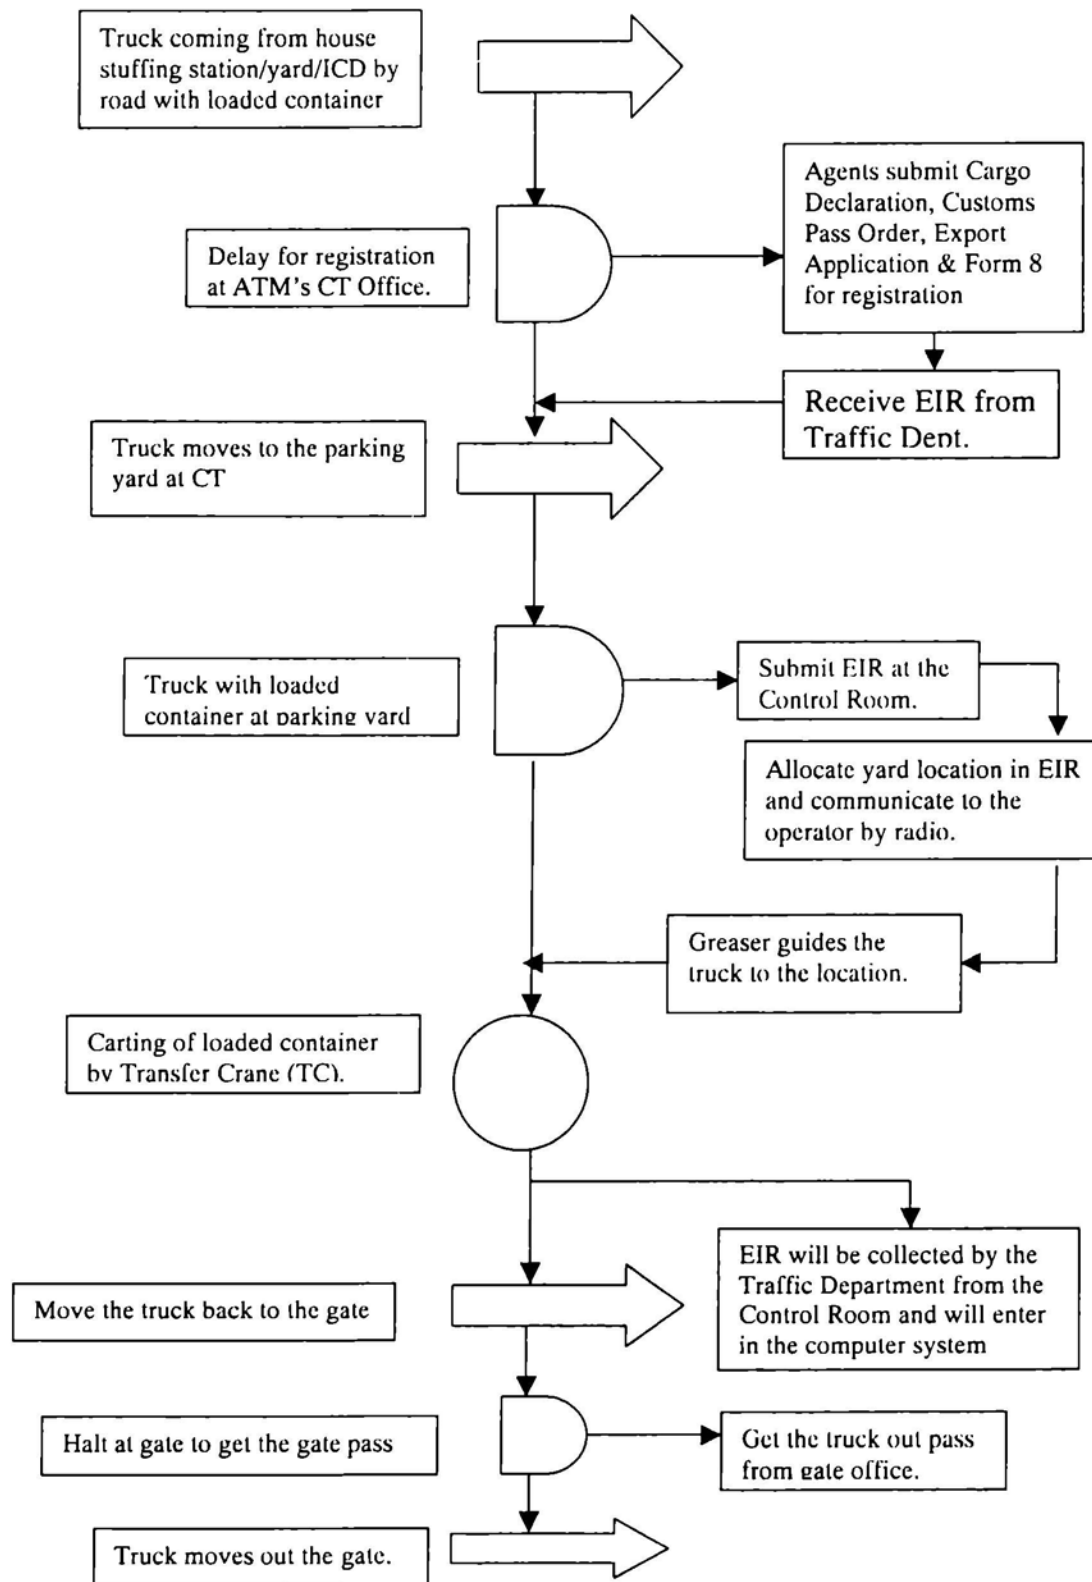 Truck coming from house
stuffing station/yard/ICD by
road with loaded container
Agents submit Cargo
Declaration, Customs
Pass Order, Export
Application & Form 8
for registration
Delay for registration
at ATM's CT Office.
Receive EIR from
Traffic Dept.
Truck moves to the parking
yard at CT
Submit EIR at the
Control Room.
Truck with loaded
container at parking yard
Allocate yard location in EIR
and communicate to the
operator by radio.
Greaser guides the
truck to the location.
Carting of loaded container
by Transfer Crane (TC).
EIR will be collected by the
Traffic Department from the
Control Room and will enter
in the computer system
Move the truck back to the gate
Halt at gate to get the gate pass
Get the truck out pass
from gate office.
Truck moves out the gate.